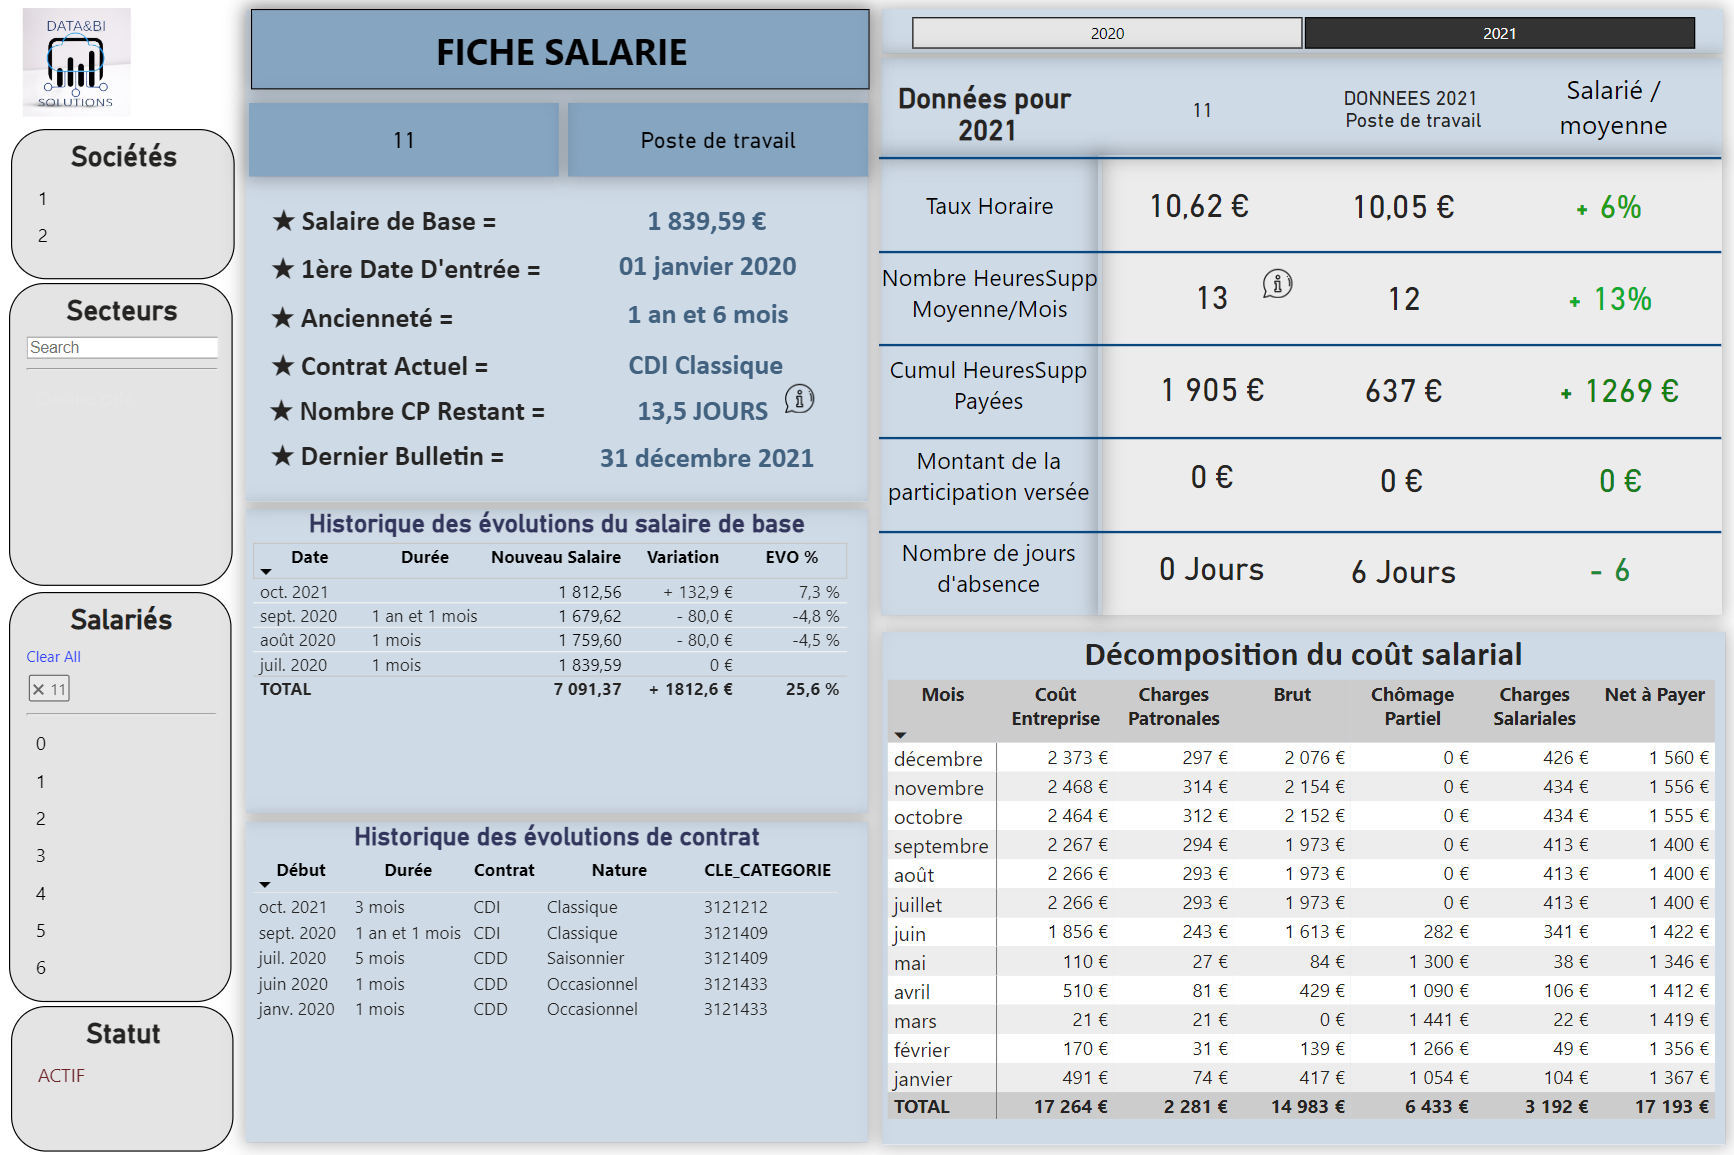 DATA&BI
SOLUTIONS
Sociétés
1
2
Secteurs
Search
Salariés
Clear All
11
0
1
2
3
4
5
6
Statut
ACTIF
FICHE SALARIE
11
Poste de travail
★ Salaire de Base = 1 839,59 €
★ 1ère Date D'entrée = 01 janvier 2020
★ Ancienneté = 1 an et 6 mois
★ Contrat Actuel = CDI Classique
★ Nombre CP Restant = 13,5 JOURS
★ Dernier Bulletin = 31 décembre 2021
Historique des évolutions du salaire de base
Date Durée Nouveau Salaire Variation EVO %
oct. 2021 1 812,56 + 132,9 € 7,3 %
sept. 2020 1 an et 1 mois 1 679,62 - 80,0 € -4,8 %
août 2020 1 mois 1 759,60 - 80,0 € -4,5 %
juil. 2020 1 mois 1 839,59 0 €
TOTAL 7 091,37 + 1812,6 € 25,6 %
Historique des évolutions de contrat
Début Durée Contrat Nature CLE_CATEGORIE
oct. 2021 3 mois CDI Classique 3121212
sept. 2020 1 an et 1 mois CDI Classique 3121409
juil. 2020 5 mois CDD Saisonnier 3121409
juin 2020 1 mois CDD Occasionnel 3121433
janv. 2020 1 mois CDD Occasionnel 3121433
2020 2021
Données pour
2021
11
DONNEES 2021
Poste de travail
Salarié /
moyenne
Taux Horaire 10,62 € 10,05 € + 6%
Nombre HeuresSupp
Moyenne/Mois
13 12 + 13%
Cumul HeuresSupp
Payées
1 905 € 637 € + 1269 €
Montant de la
participation versée
0 € 0 € 0 €
Nombre de jours
d'absence
0 Jours 6 Jours - 6
Décomposition du coût salarial
Mois Coût Entreprise Charges Patronales Brut Chômage Partiel Charges Salariales Net à Payer
décembre 2 373 € 297 € 2 076 € 0 € 426 € 1 560 €
novembre 2 468 € 314 € 2 154 € 0 € 434 € 1 556 €
octobre 2 464 € 312 € 2 152 € 0 € 434 € 1 555 €
septembre 2 267 € 294 € 1 973 € 0 € 413 € 1 400 €
août 2 266 € 293 € 1 973 € 0 € 413 € 1 400 €
juillet 2 266 € 293 € 1 973 € 0 € 413 € 1 400 €
juin 1 856 € 243 € 1 613 € 282 € 341 € 1 422 €
mai 110 € 27 € 84 € 1 300 € 38 € 1 346 €
avril 510 € 81 € 429 € 1 090 € 106 € 1 412 €
mars 21 € 21 € 0 € 1 441 € 22 € 1 419 €
février 170 € 31 € 139 € 1 266 € 49 € 1 356 €
janvier 491 € 74 € 417 € 1 054 € 104 € 1 367 €
TOTAL 17 264 € 2 281 € 14 983 € 6 433 € 3 192 € 17 193 €